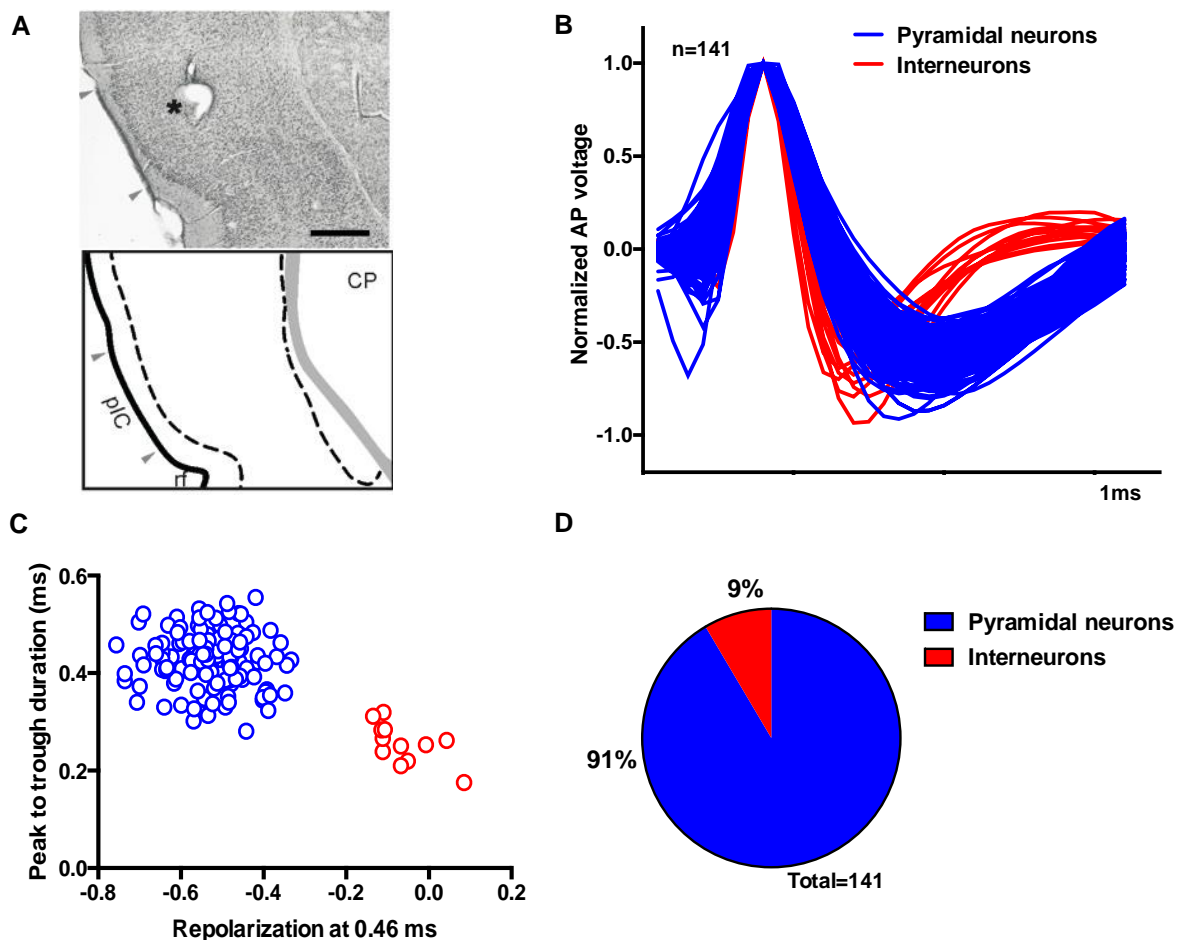 A
*
CP
pIC
rf
B
n=141
Pyramidal neurons
Interneurons
Normalized AP voltage
1.0
0.5
0.0
-0.5
-1.0
1ms
C
Peak to trough duration (ms)
0.6
0.4
0.2
0.0
-0.8 -0.6 -0.4 -0.2 0.0 0.2
Repolarization at 0.46 ms
D
9%
91%
Pyramidal neurons
Interneurons
Total=141